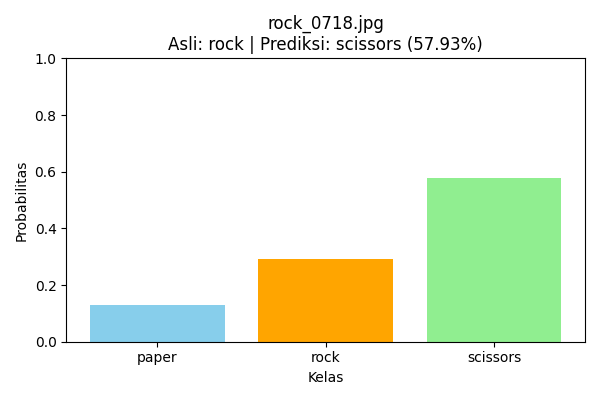 rock_0718.jpg
Asli: rock | Prediksi: scissors (57.93%)
1.0
0.8
0.6
0.4
0.2
0.0
Probabilitas
paper rock scissors
Kelas